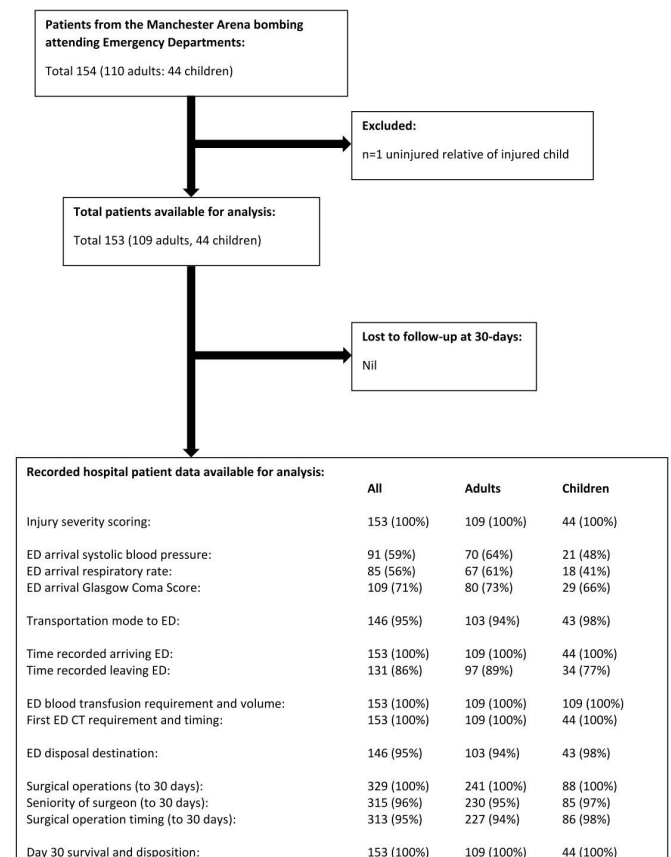 Patients from the Manchester Arena bombing
attending Emergency Departments:
Total 154 (110 adults: 44 children)
Excluded:
n=1 uninjured relative of injured child
Total patients available for analysis:
Total 153 (109 adults, 44 children)
Lost to follow-up at 30-days:
Nil
Recorded hospital patient data available for analysis:
All Adults Children
Injury severity scoring: 153 (100%) 109 (100%) 44 (100%)
ED arrival systolic blood pressure: 91 (59%) 70 (64%) 21 (48%)
ED arrival respiratory rate: 85 (56%) 67 (61%) 18 (41%)
ED arrival Glasgow Coma Score: 109 (71%) 80 (73%) 29 (66%)
Transportation mode to ED: 146 (95%) 103 (94%) 43 (98%)
Time recorded arriving ED: 153 (100%) 109 (100%) 44 (100%)
Time recorded leaving ED: 131 (86%) 97 (89%) 34 (77%)
ED blood transfusion requirement and volume: 153 (100%) 109 (100%) 109 (100%)
First ED CT requirement and timing: 153 (100%) 109 (100%) 44 (100%)
ED disposal destination: 146 (95%) 103 (94%) 43 (98%)
Surgical operations (to 30 days): 329 (100%) 241 (100%) 88 (100%)
Seniority of surgeon (to 30 days): 315 (96%) 230 (95%) 85 (97%)
Surgical operation timing (to 30 days): 313 (95%) 227 (94%) 86 (98%)
Day 30 survival and disposition: 153 (100%) 109 (100%) 44 (100%)